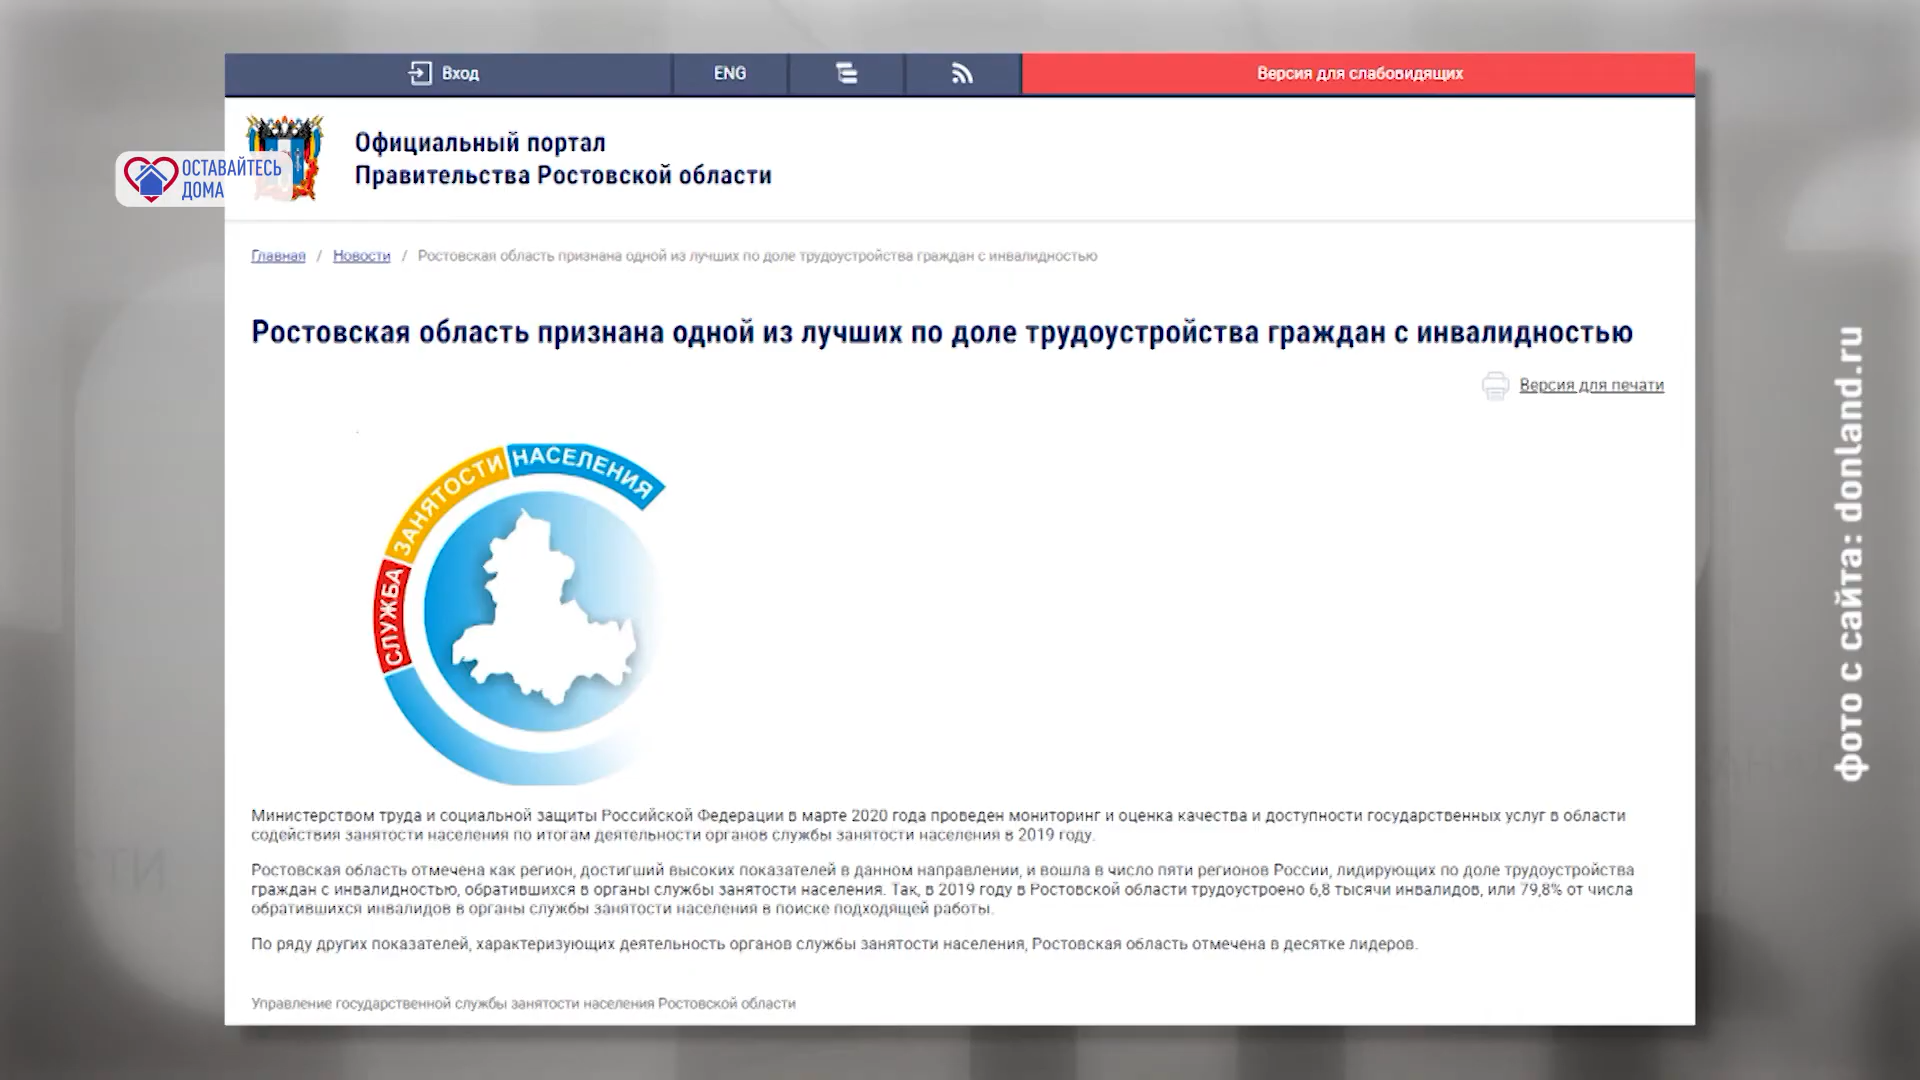 Вход
ENG
Версия для слабовидящих
Официальный портал
Правительства Ростовской области
ОСТАВАЙТЕСЬ
ДОМА
Главная / Новости / Ростовская область признана одной из лучших по доле трудоустройства граждан с инвалидностью
Ростовская область признана одной из лучших по доле трудоустройства граждан с инвалидностью
Версия для печати
СЛУЖБА ЗАНЯТОСТИ НАСЕЛЕНИЯ
Министерством труда и социальной защиты Российской Федерации в марте 2020 года проведен мониторинг и оценка качества и доступности государственных услуг в области
содействия занятости населения по итогам деятельности органов службы занятости населения в 2019 году.
Ростовская область отмечена как регион, достигший высоких показателей в данном направлении, и вошла в число пяти регионов России, лидирующих по доле трудоустройства
граждан с инвалидностью, обратившихся в органы службы занятости населения. Так, в 2019 году в Ростовской области трудоустроено 6,8 тысячи инвалидов, или 79,8% от числа
обратившихся инвалидов в органы службы занятости населения в поиске подходящей работы.
По ряду других показателей, характеризующих деятельность органов службы занятости населения, Ростовская область отмечена в десятке лидеров.
Управление государственной службы занятости населения Ростовской области
фото с сайта: donland.ru